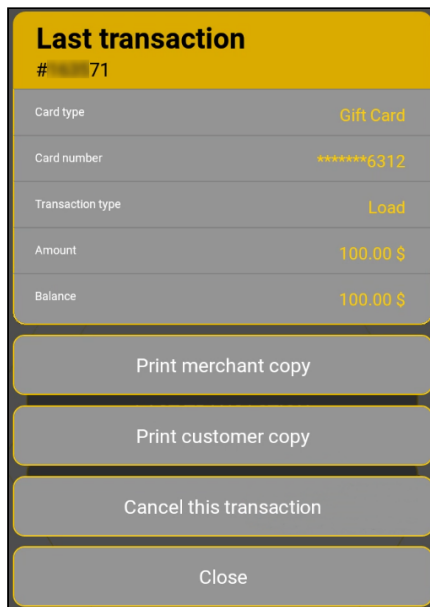 Last transaction
#71
Card type Gift Card
Card number *******6312
Transaction type Load
Amount 100.00 $
Balance 100.00 $
Print merchant copy
Print customer copy
Cancel this transaction
Close